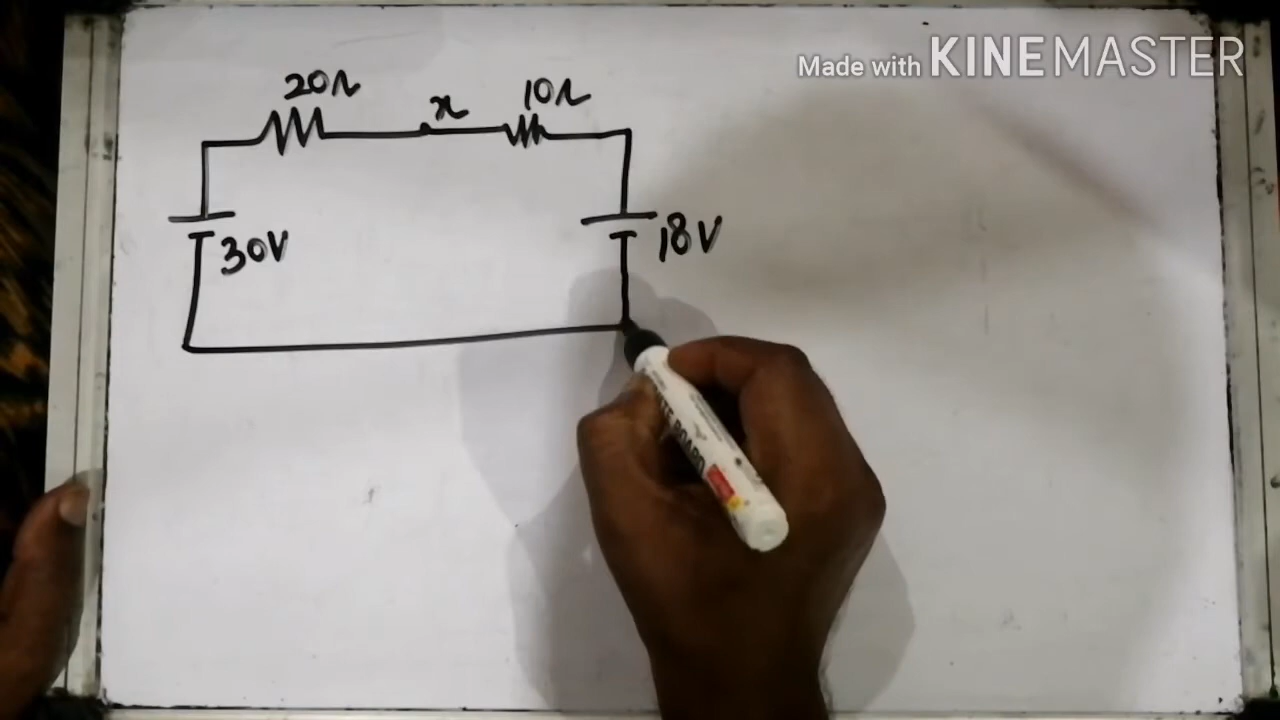 Made with KINEMASTER
20Ω
x
10Ω
30V
18V